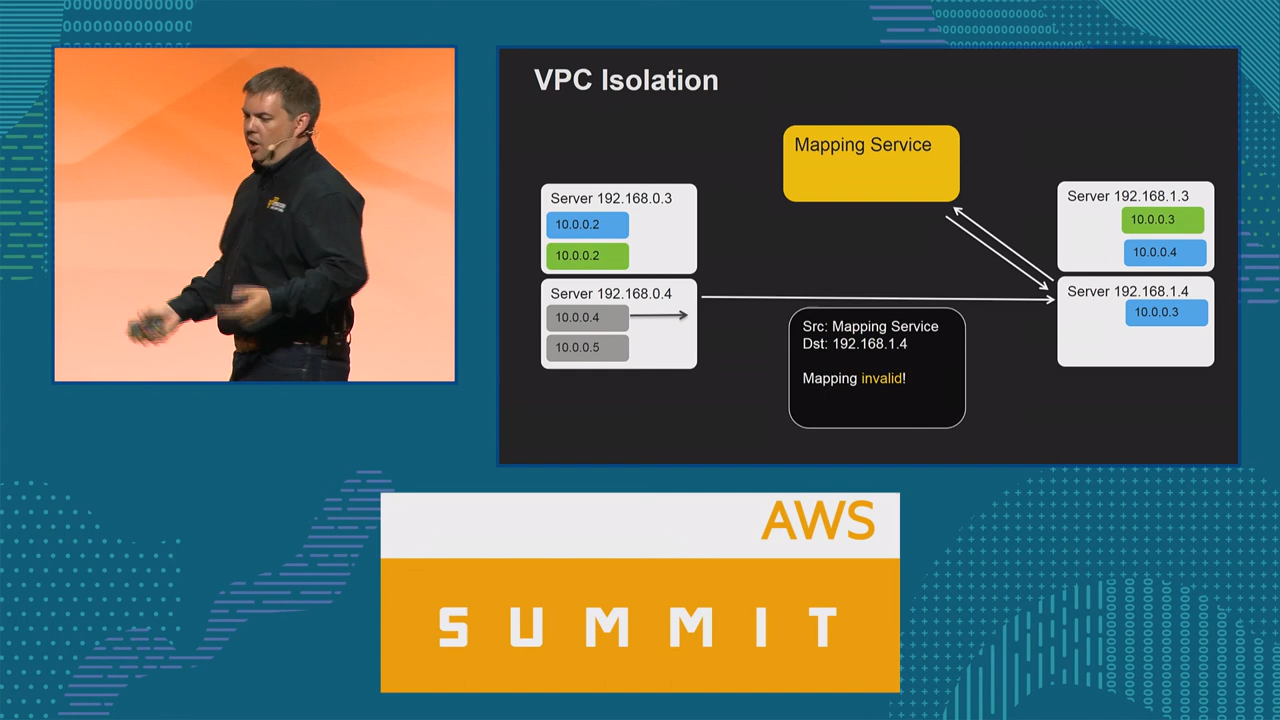 VPC Isolation
Mapping Service
Server 192.168.0.3
10.0.0.2
10.0.0.2
Server 192.168.0.4
10.0.0.4
10.0.0.5
Server 192.168.1.3
10.0.0.3
10.0.0.4
Server 192.168.1.4
10.0.0.3
Src: Mapping Service
Dst: 192.168.1.4
Mapping invalid!
AWS
SUMMIT